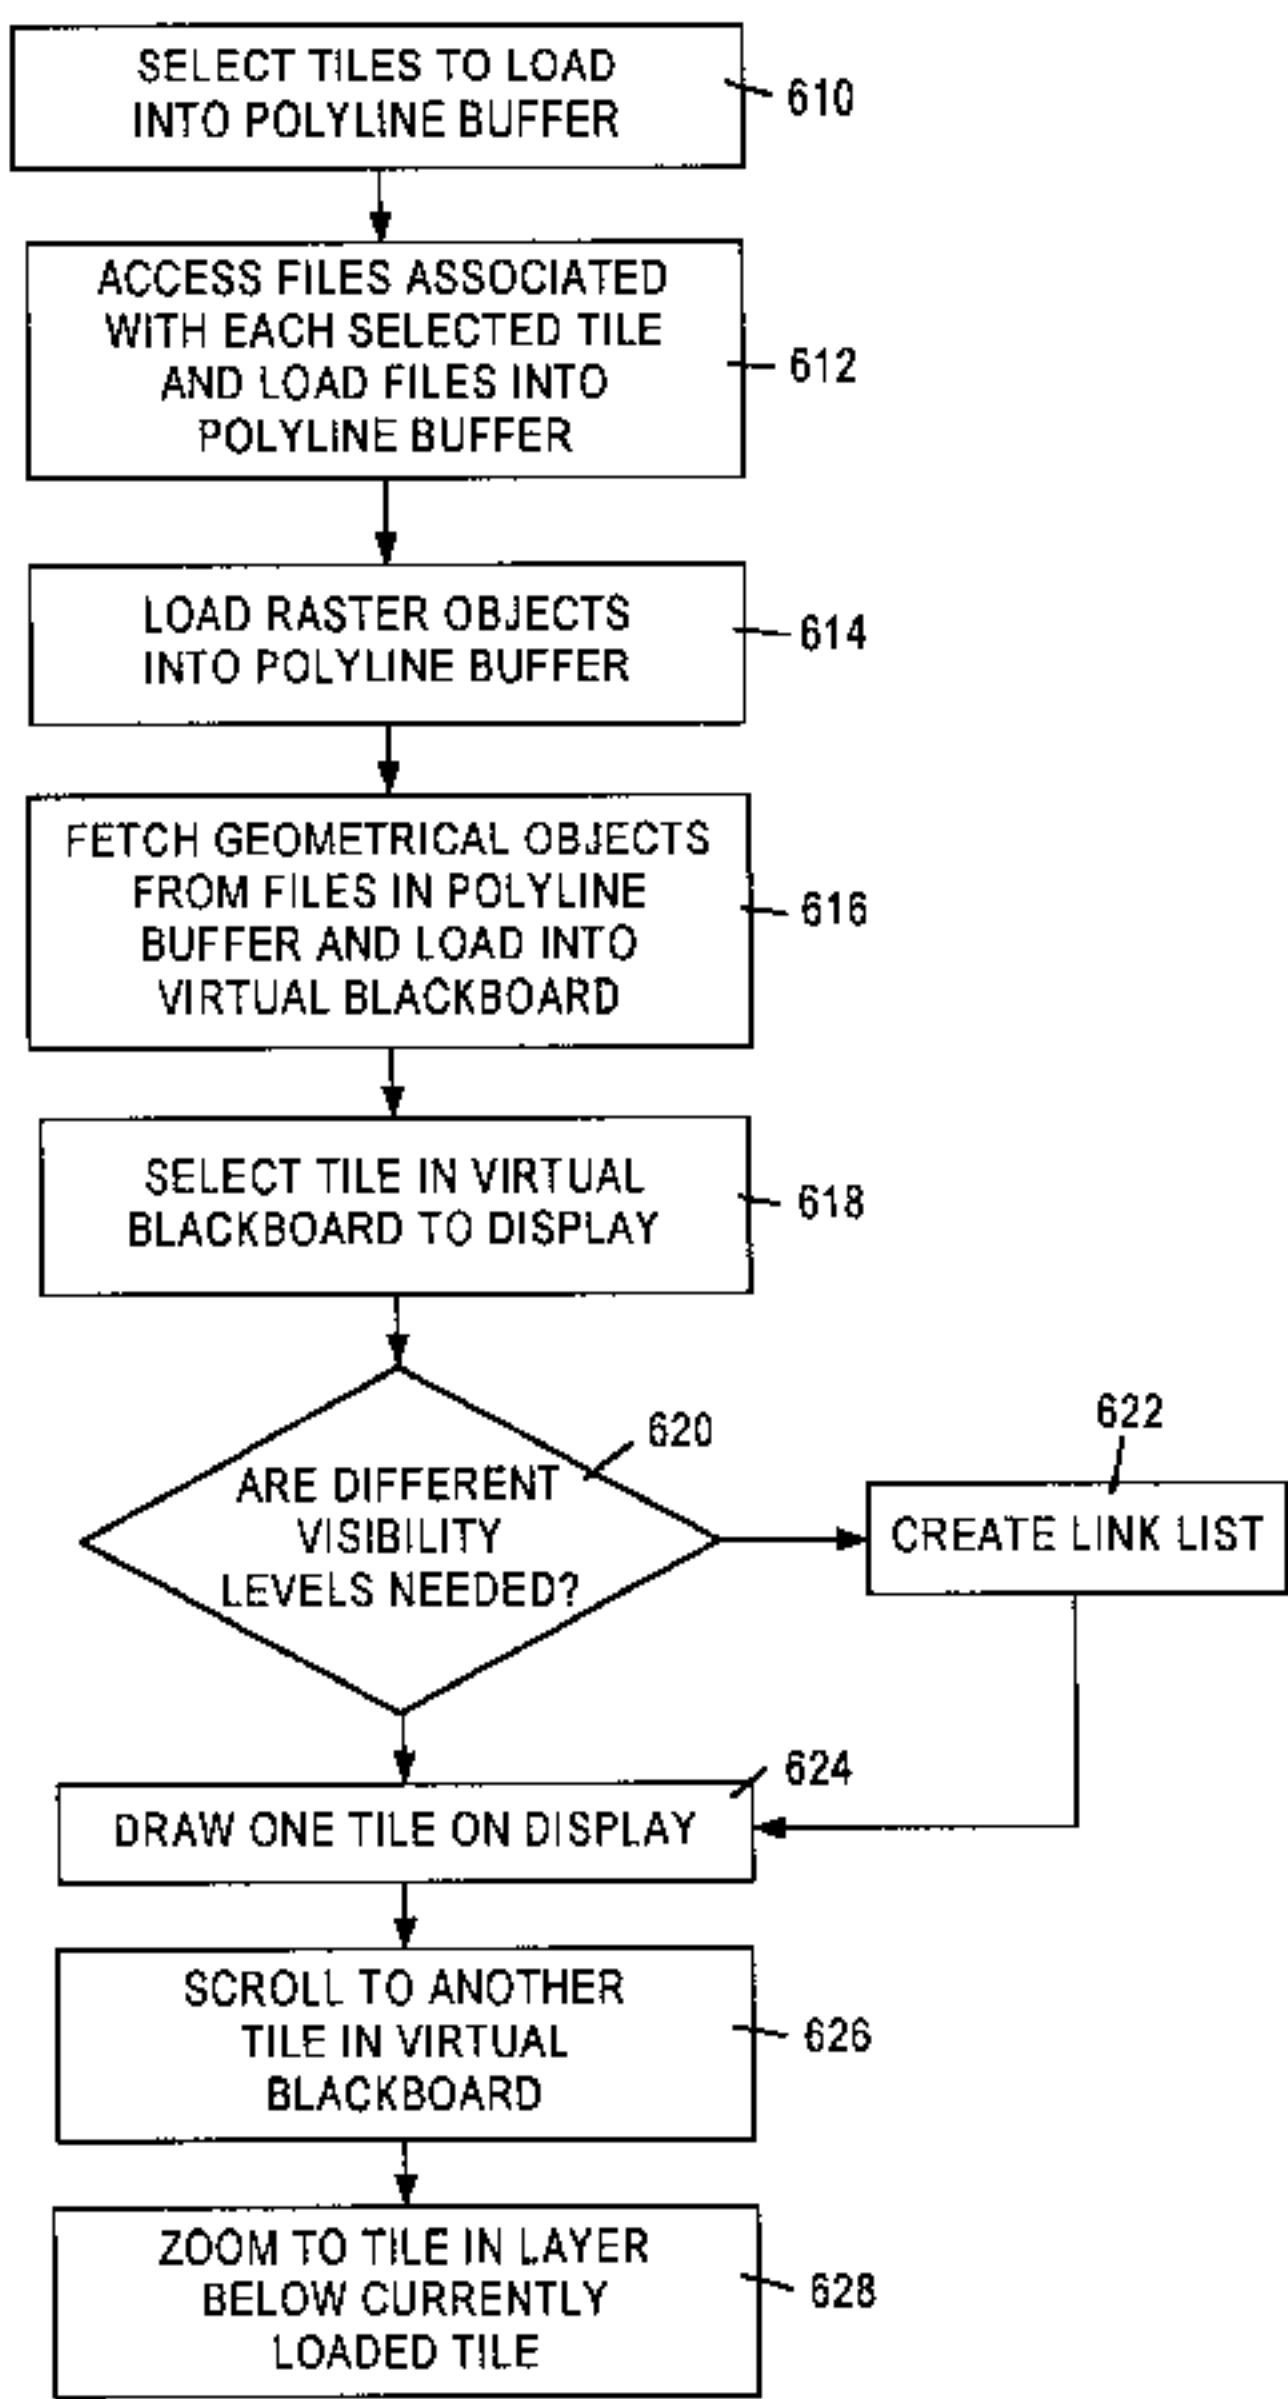 SELECT TILES TO LOAD
INTO POLYLINE BUFFER
610
ACCESS FILES ASSOCIATED
WITH EACH SELECTED TILE
AND LOAD FILES INTO
POLYLINE BUFFER
612
LOAD RASTER OBJECTS
INTO POLYLINE BUFFER
614
FETCH GEOMETRICAL OBJECTS
FROM FILES IN POLYLINE
BUFFER AND LOAD INTO
VIRTUAL BLACKBOARD
616
SELECT TILE IN VIRTUAL
BLACKBOARD TO DISPLAY
618
ARE DIFFERENT
VISIBILITY
LEVELS NEEDED?
620
622
CREATE LINK LIST
DRAW ONE TILE ON DISPLAY
624
SCROLL TO ANOTHER
TILE IN VIRTUAL
BLACKBOARD
626
ZOOM TO TILE IN LAYER
BELOW CURRENTLY
LOADED TILE
628